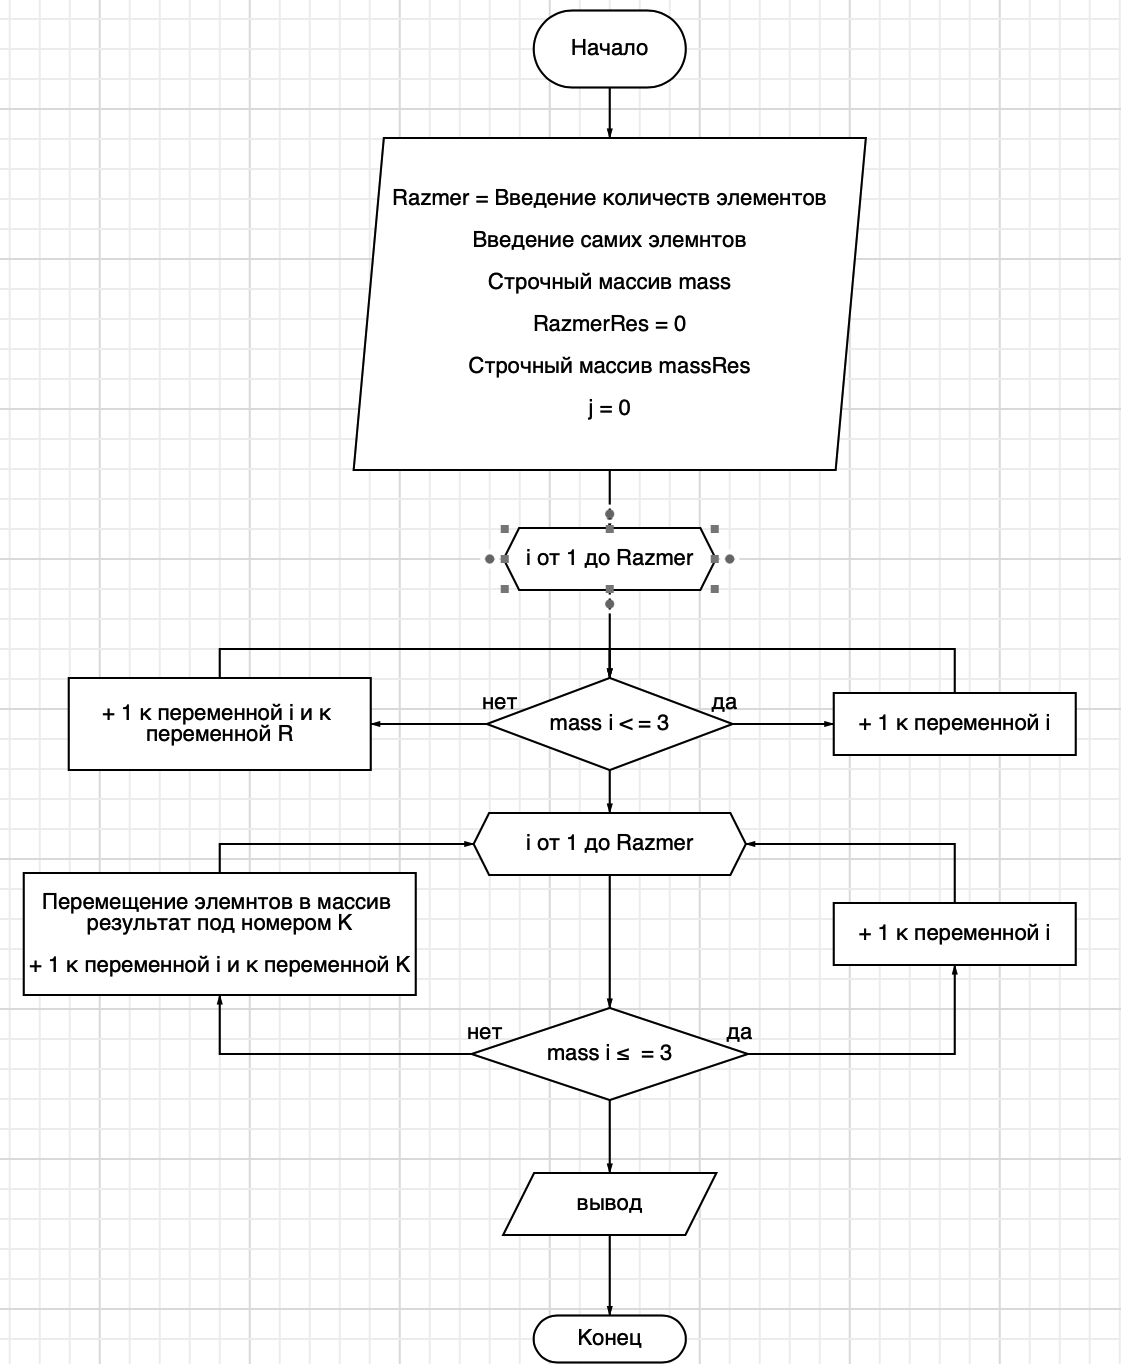 Начало
Razmer = Введение количеств элементов
Введение самих элемнтов
Строчный массив mass
RazmerRes = 0
Строчный массив massRes
j = 0
i от 1 до Razmer
нет
да
+ 1 к переменной i и к
переменной R
mass i < = 3
+ 1 к переменной i
i от 1 до Razmer
Перемещение элемнтов в массив
результат под номером K
+ 1 к переменной i и к переменной K
+ 1 к переменной i
нет
да
mass i ≤ = 3
вывод
Конец